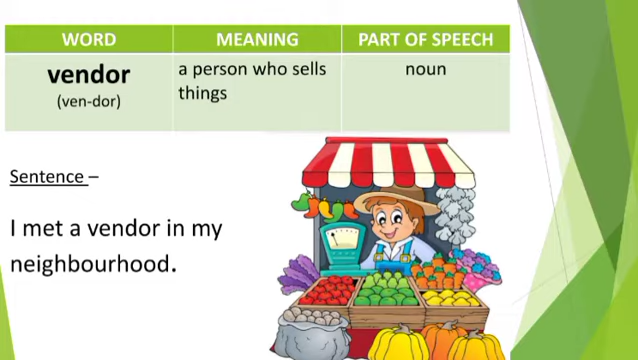 WORD MEANING PART OF SPEECH
vendor a person who sells noun
(ven-dor) things
Sentence –
I met a vendor in my
neighbourhood.